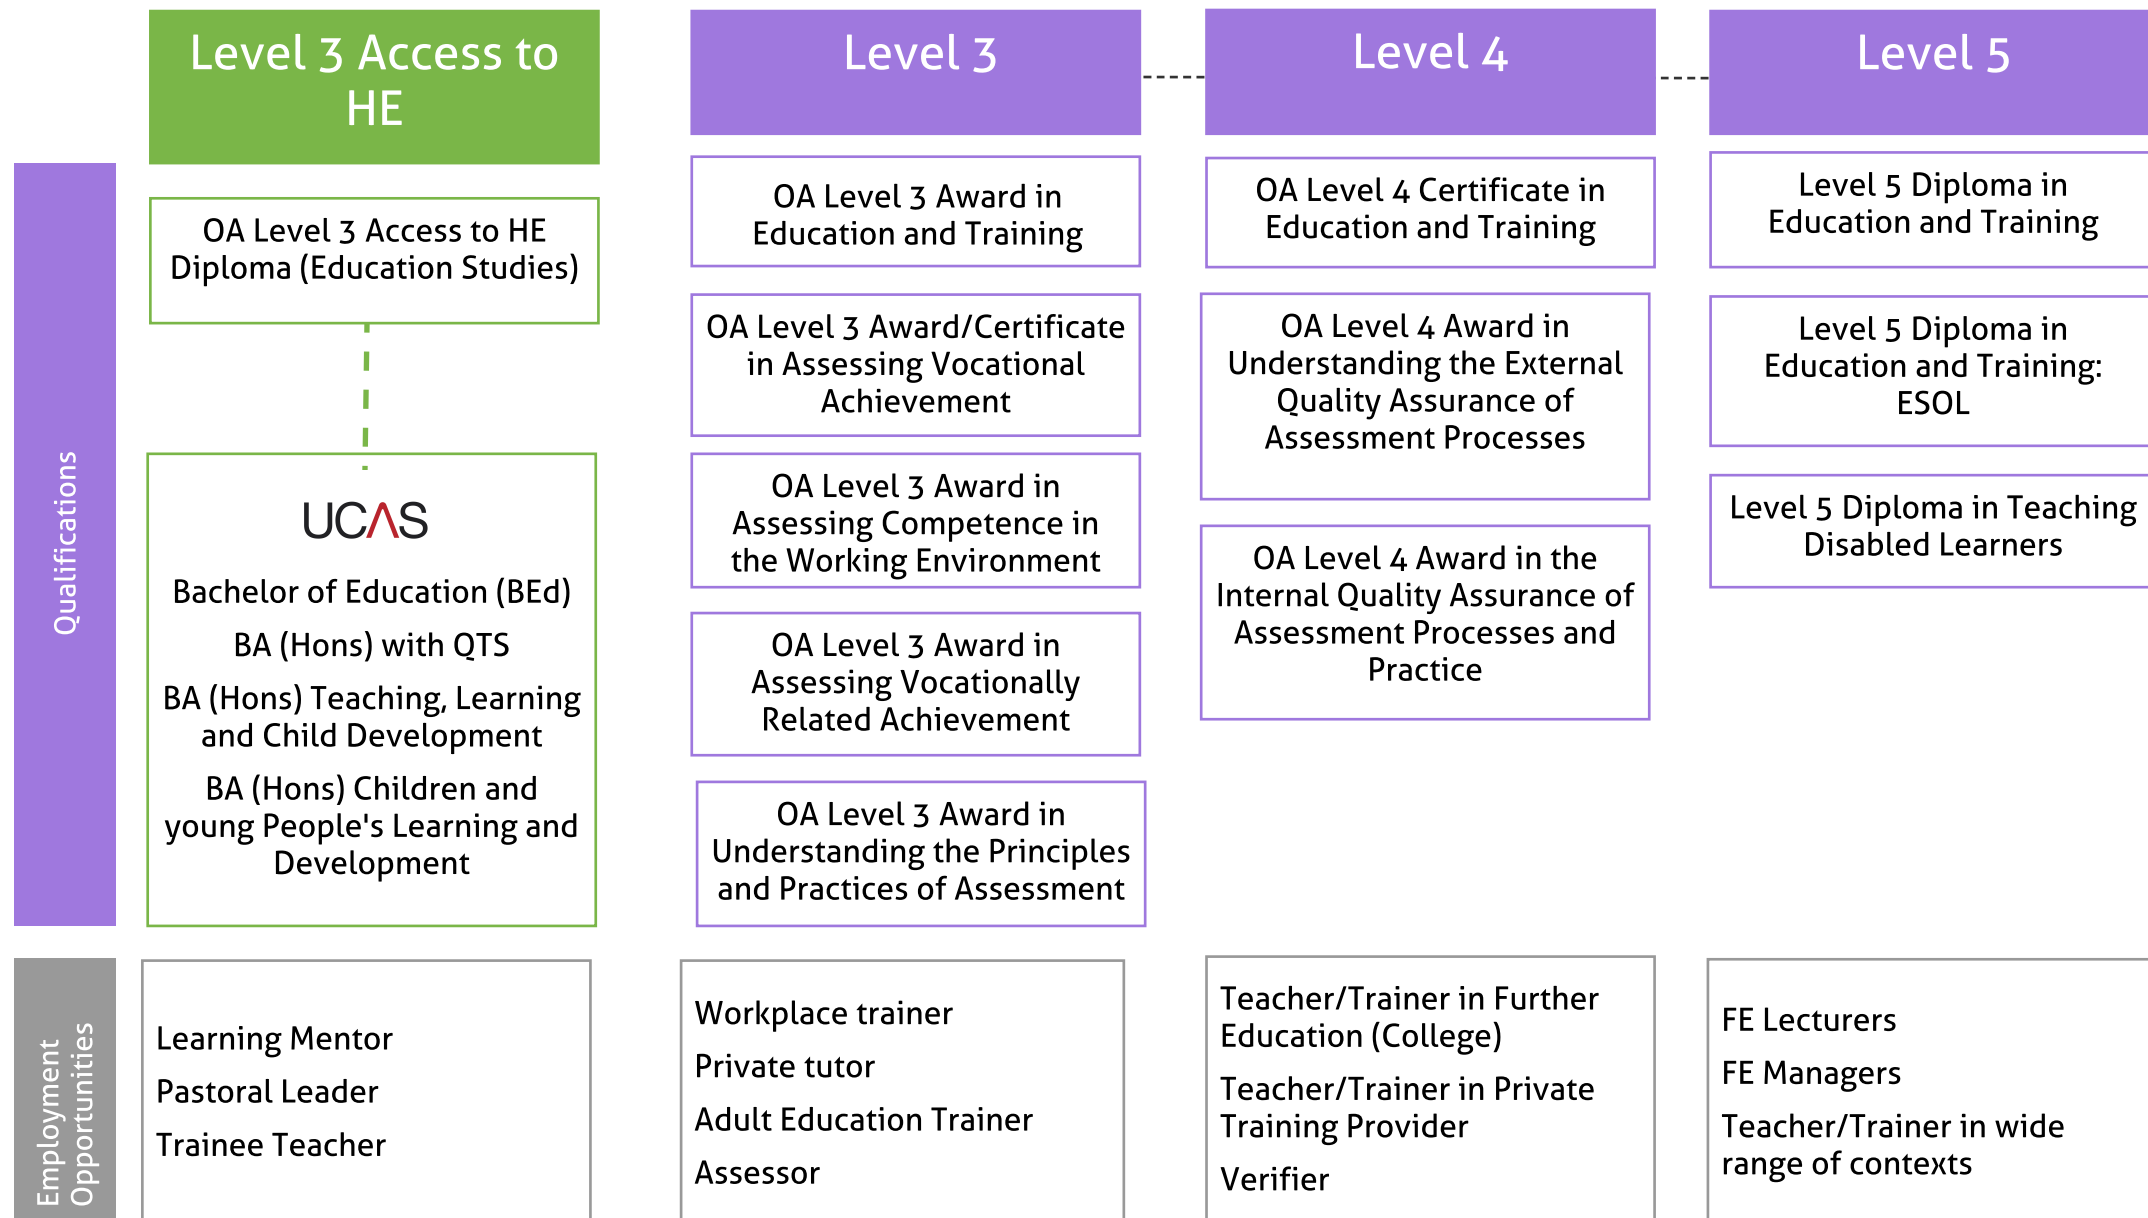 Level 3 Access to
HE
Level 3
Level 4
Level 5
Qualifications
OA Level 3 Access to HE
Diploma (Education Studies)
UCAS
Bachelor of Education (BEd)
BA (Hons) with QTS
BA (Hons) Teaching, Learning
and Child Development
BA (Hons) Children and
young People's Learning and
Development
OA Level 3 Award in
Education and Training
OA Level 3 Award/Certificate
in Assessing Vocational
Achievement
OA Level 3 Award in
Assessing Competence in
the Working Environment
OA Level 3 Award in
Assessing Vocationally
Related Achievement
OA Level 3 Award in
Understanding the Principles
and Practices of Assessment
OA Level 4 Certificate in
Education and Training
OA Level 4 Award in
Understanding the External
Quality Assurance of
Assessment Processes
OA Level 4 Award in the
Internal Quality Assurance of
Assessment Processes and
Practice
Level 5 Diploma in
Education and Training
Level 5 Diploma in
Education and Training:
ESOL
Level 5 Diploma in Teaching
Disabled Learners
Employment
Opportunities
Learning Mentor
Pastoral Leader
Trainee Teacher
Workplace trainer
Private tutor
Adult Education Trainer
Assessor
Teacher/Trainer in Further
Education (College)
Teacher/Trainer in Private
Training Provider
Verifier
FE Lecturers
FE Managers
Teacher/Trainer in wide
range of contexts